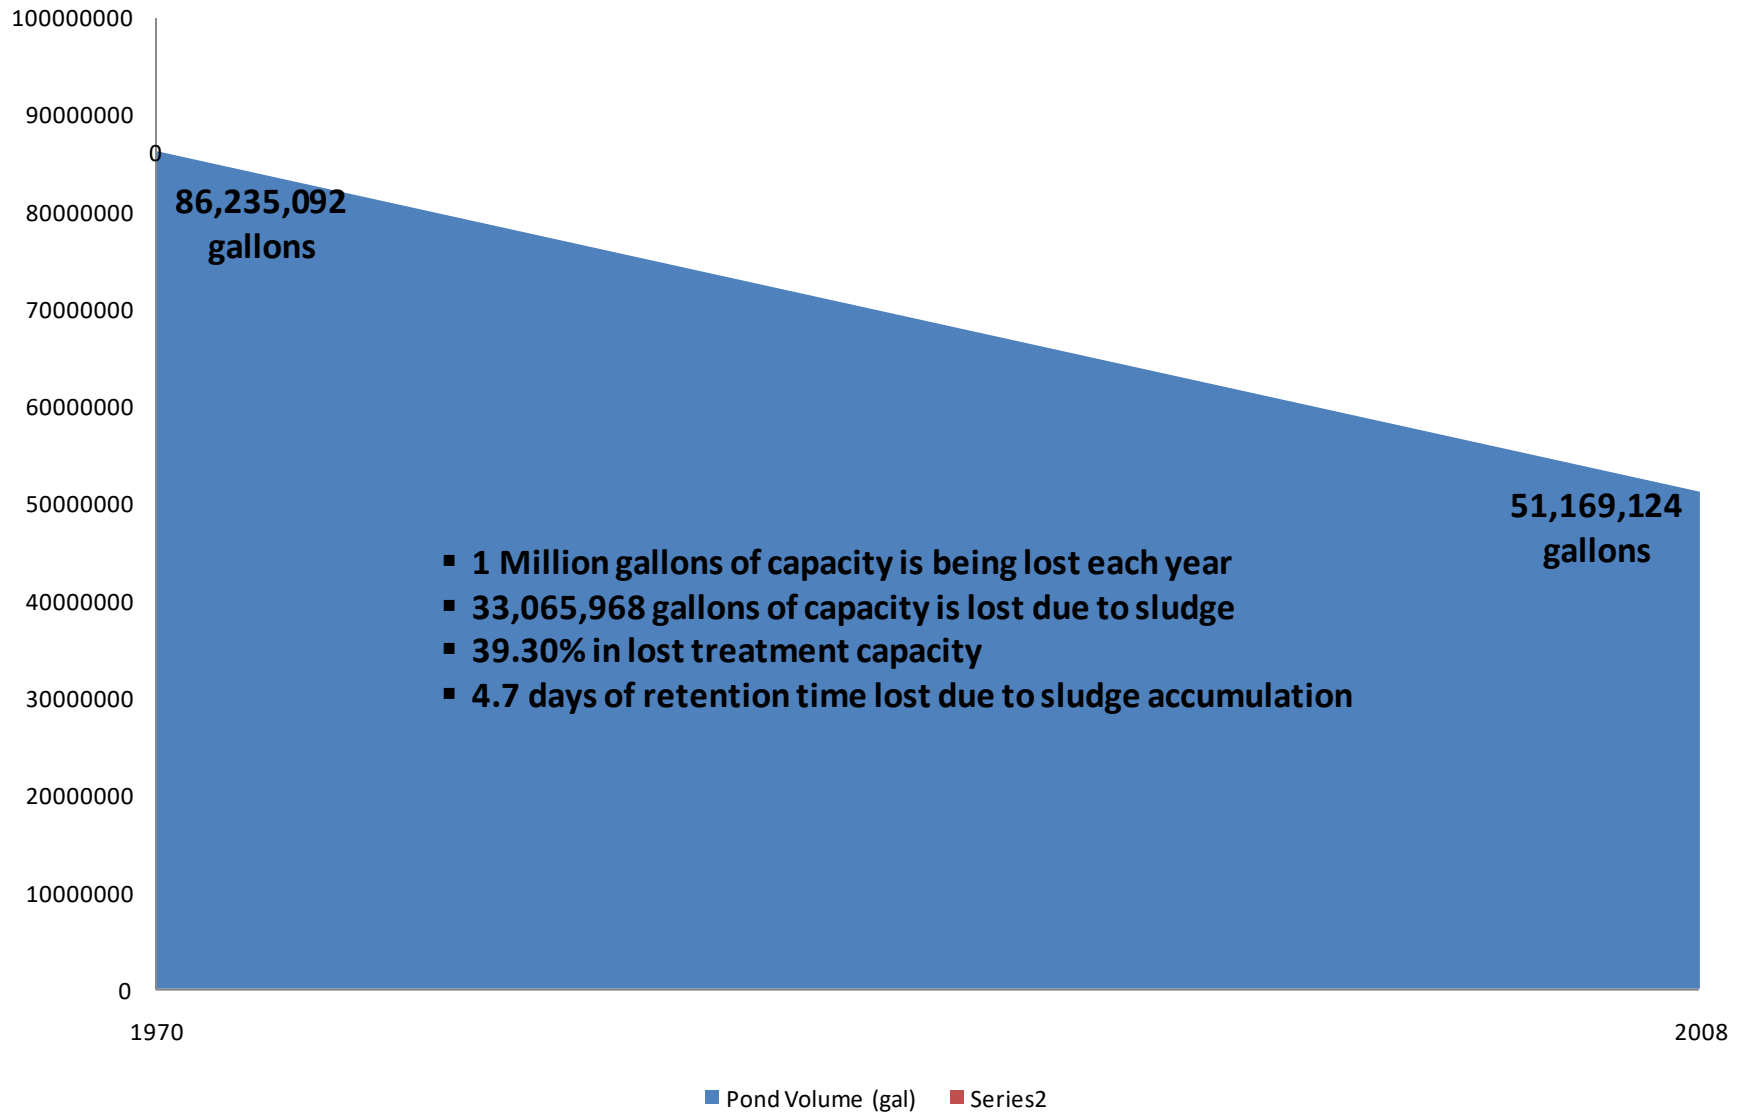 100000000
90000000
0
86,235,092
gallons
80000000
70000000
60000000
50000000
51,169,124
gallons
▪ 1 Million gallons of capacity is being lost each year
▪ 33,065,968 gallons of capacity is lost due to sludge
▪ 39.30% in lost treatment capacity
▪ 4.7 days of retention time lost due to sludge accumulation
40000000
30000000
20000000
10000000
0
1970
2008
Pond Volume (gal)
Series2